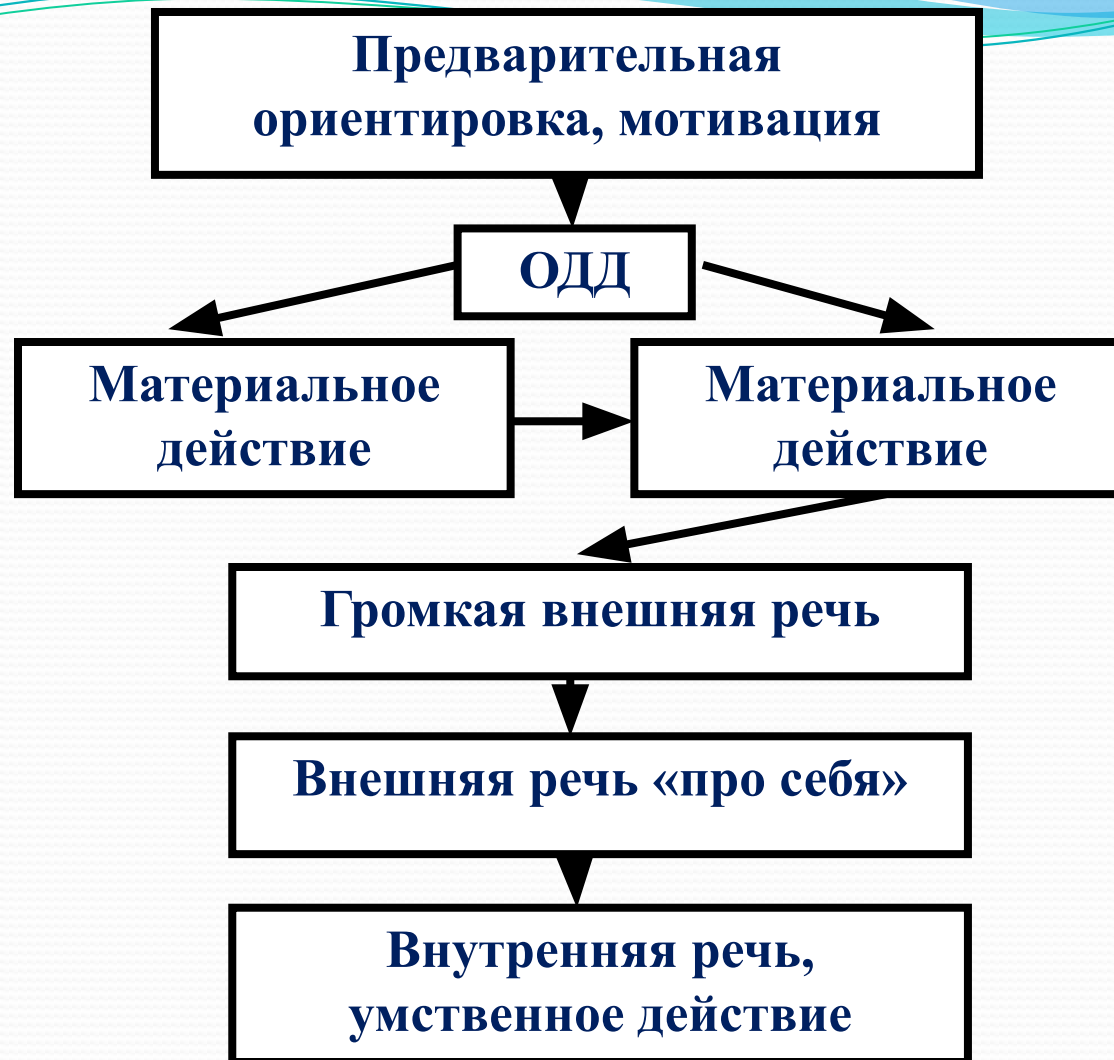 Предварительная
ориентировка, мотивация
ОДД
Материальное
действие
Материальное
действие
Громкая внешняя речь
Внешняя речь «про себя»
Внутренняя речь,
умственное действие